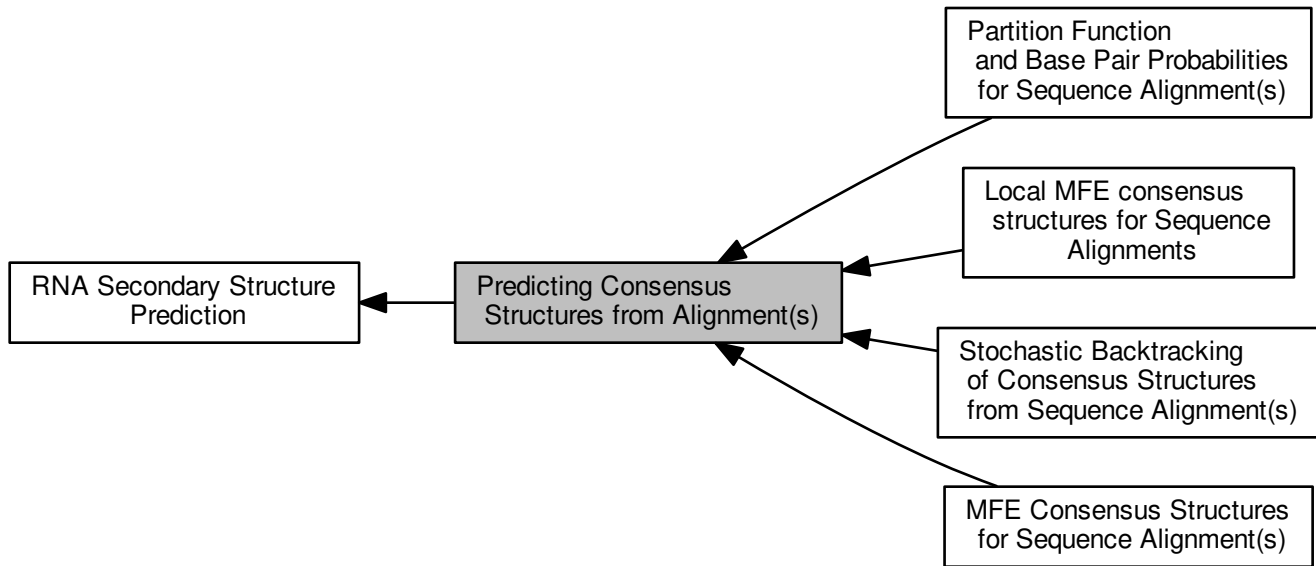 Partition Function
and Base Pair Probabilities
for Sequence Alignment(s)
Local MFE consensus
structures for Sequence
Alignments
RNA Secondary Structure
Prediction
Predicting Consensus
Structures from Alignment(s)
Stochastic Backtracking
of Consensus Structures
from Sequence Alignment(s)
MFE Consensus Structures
for Sequence Alignment(s)